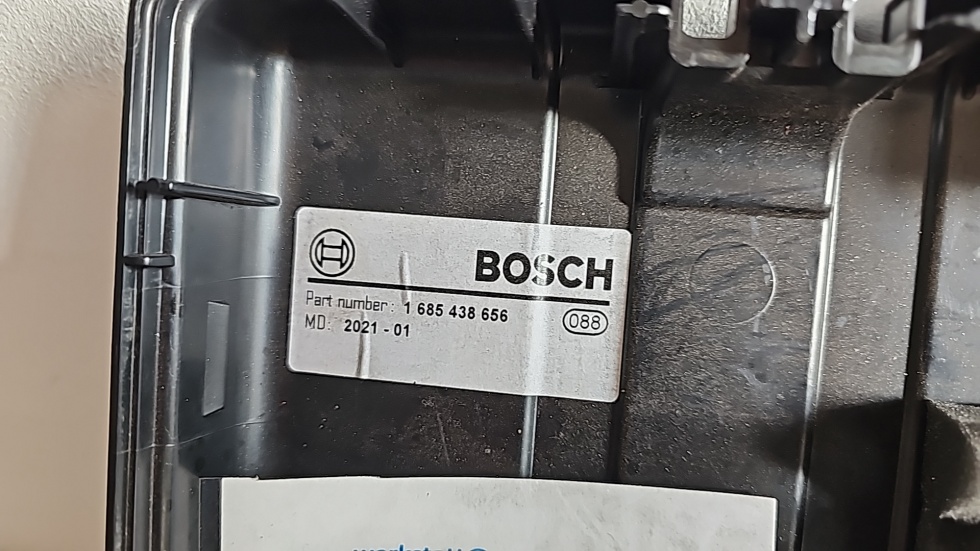 BOSCH
Part number: 1 685 438 656
088
MD: 2021 - 01